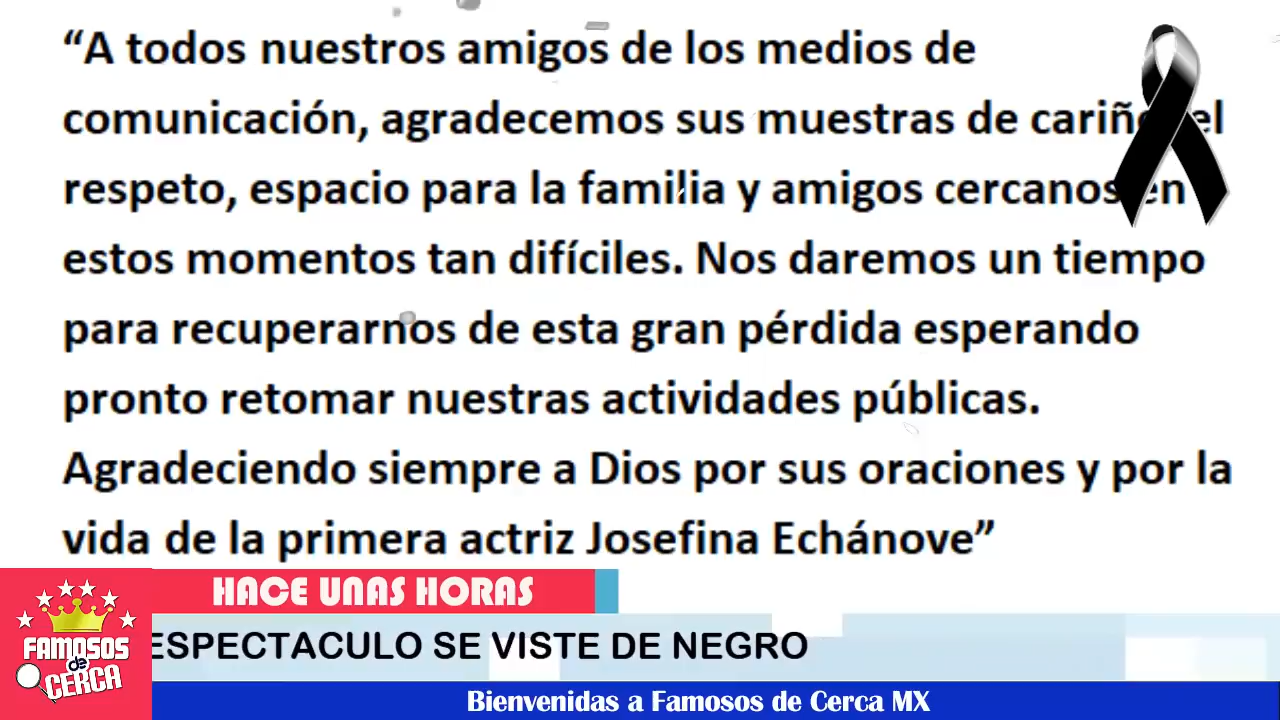 “A todos nuestros amigos de los medios de
comunicación, agradecemos sus muestras de cariño el
respeto, espacio para la familia y amigos cercanos en
estos momentos tan difíciles. Nos daremos un tiempo
para recuperarnos de esta gran pérdida esperando
pronto retomar nuestras actividades públicas.
Agradeciendo siempre a Dios por sus oraciones y por la
vida de la primera actriz Josefina Echánove”
HACE UNAS HORAS
ESPECTACULO SE VISTE DE NEGRO
FAMOSOS
de
CERCA
Bienvenidas a Famosos de Cerca MX